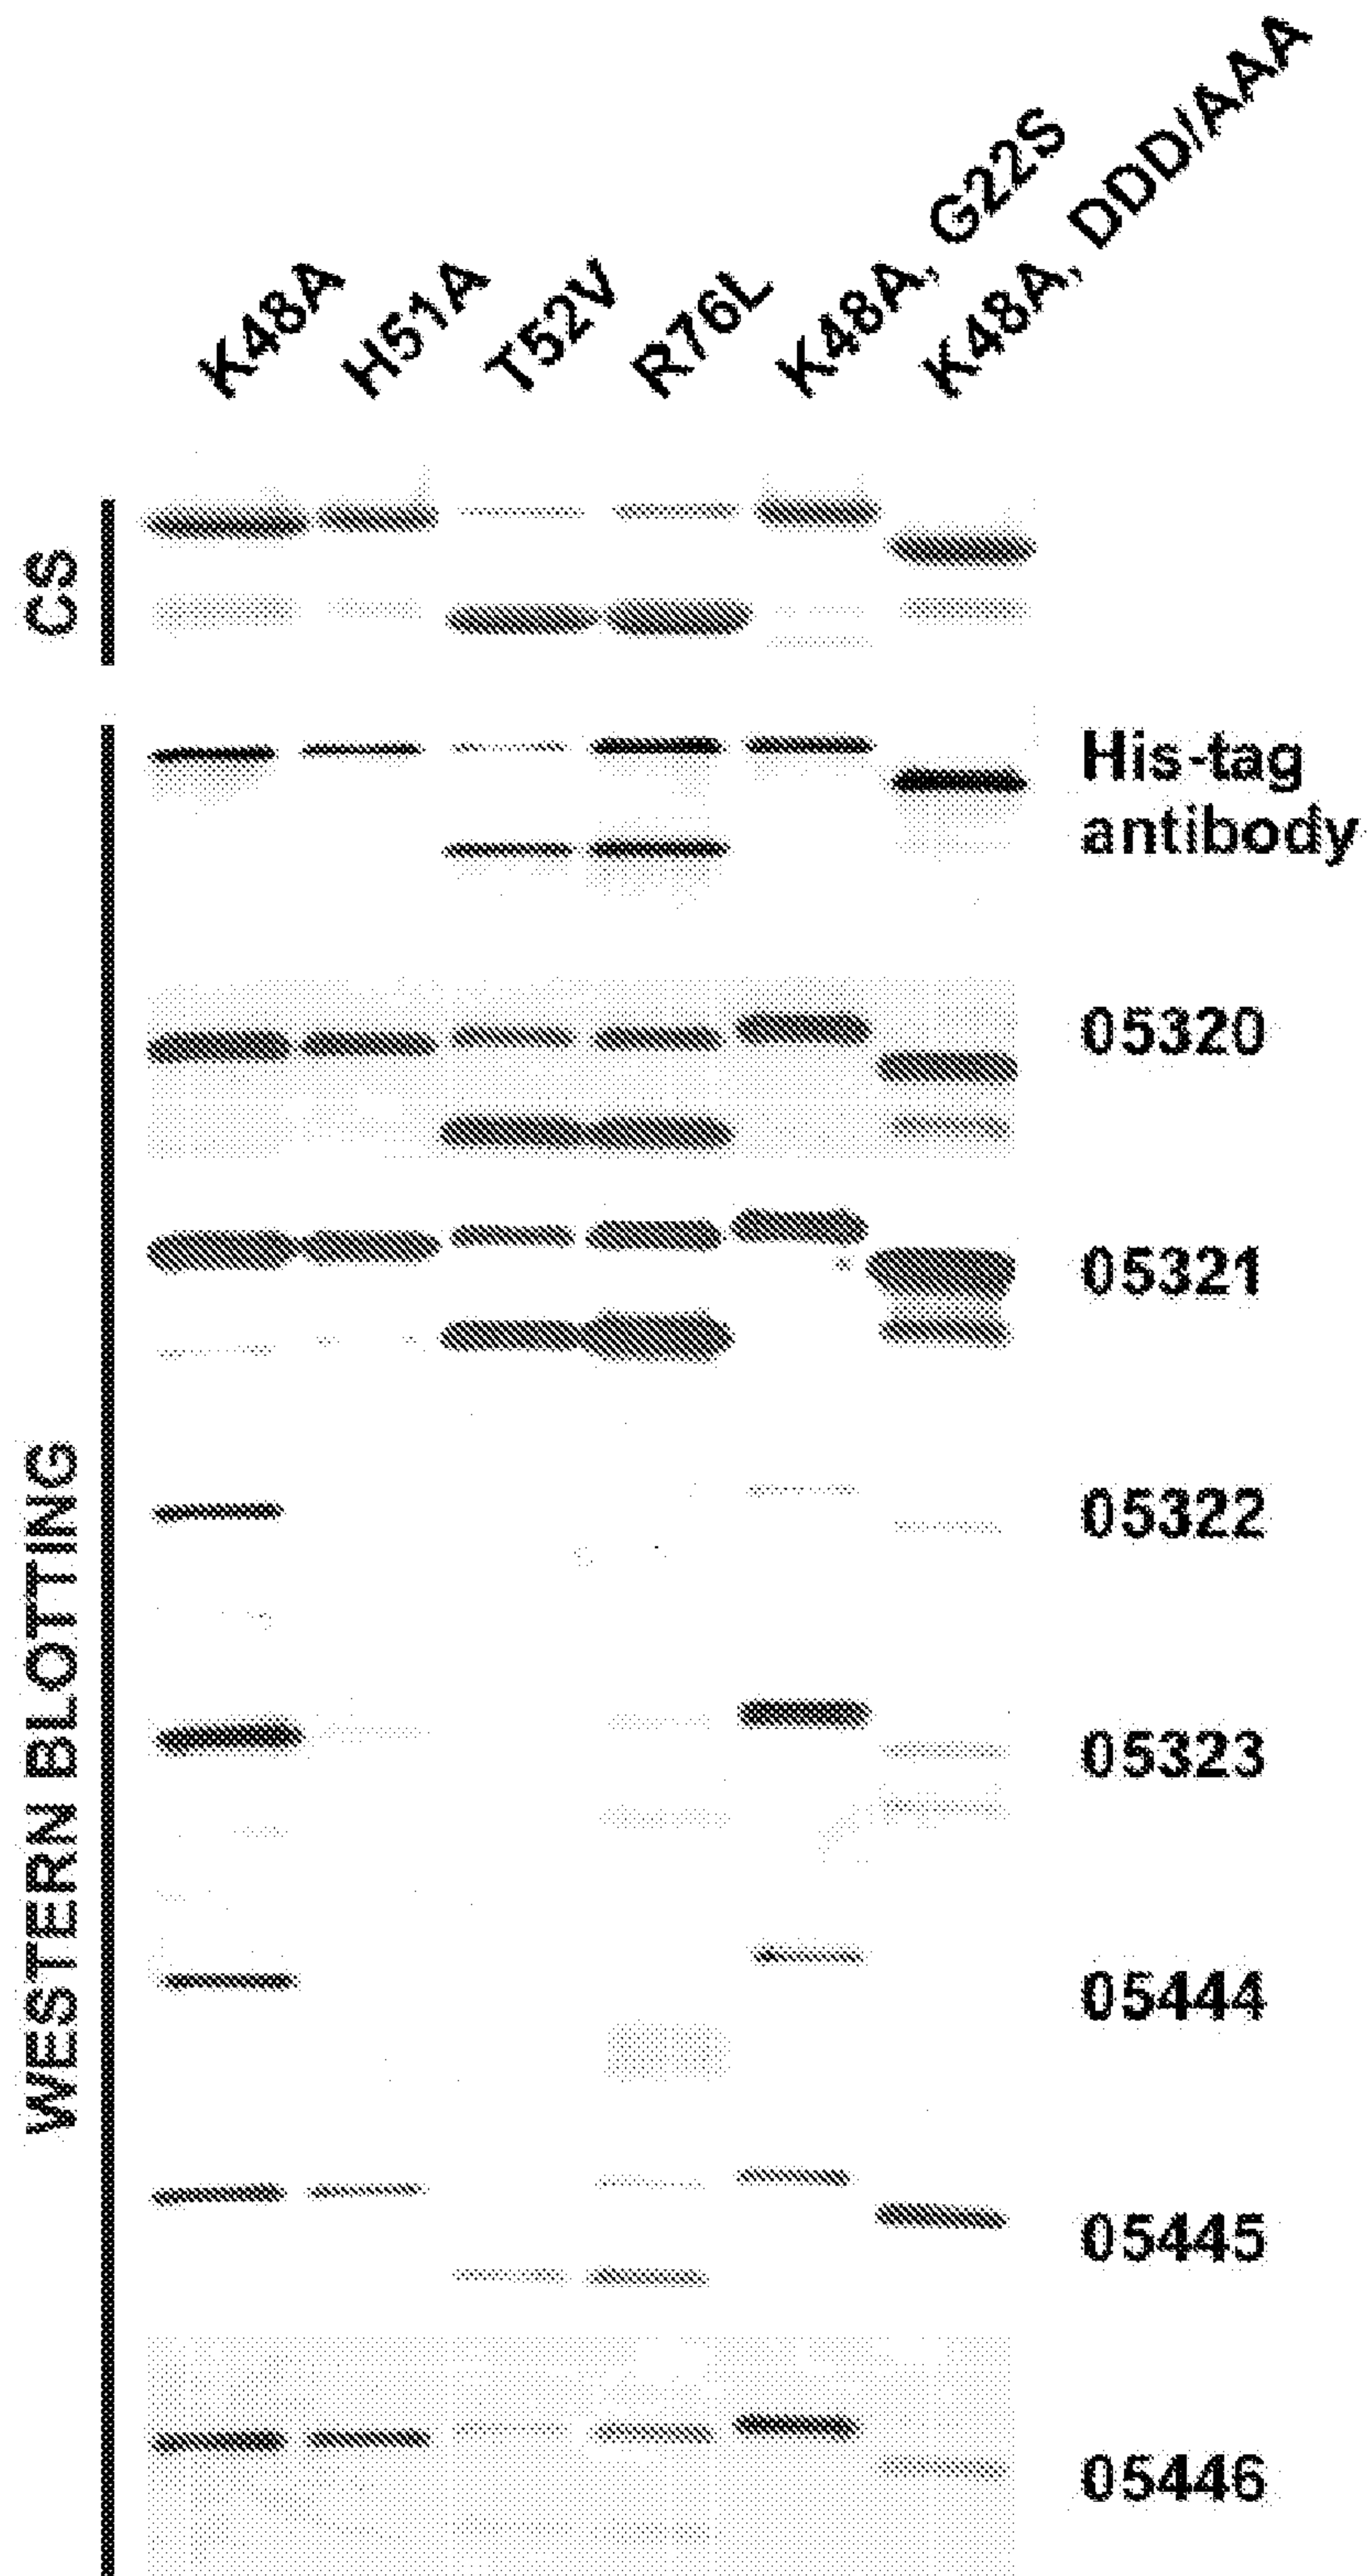 K48A
H51A
T52V
R76L
K48A, G22S
K48A, DDD/AAA
CS
WESTERN BLOTTING
His-tag
antibody
05320
05321
05322
05323
05444
05445
05446